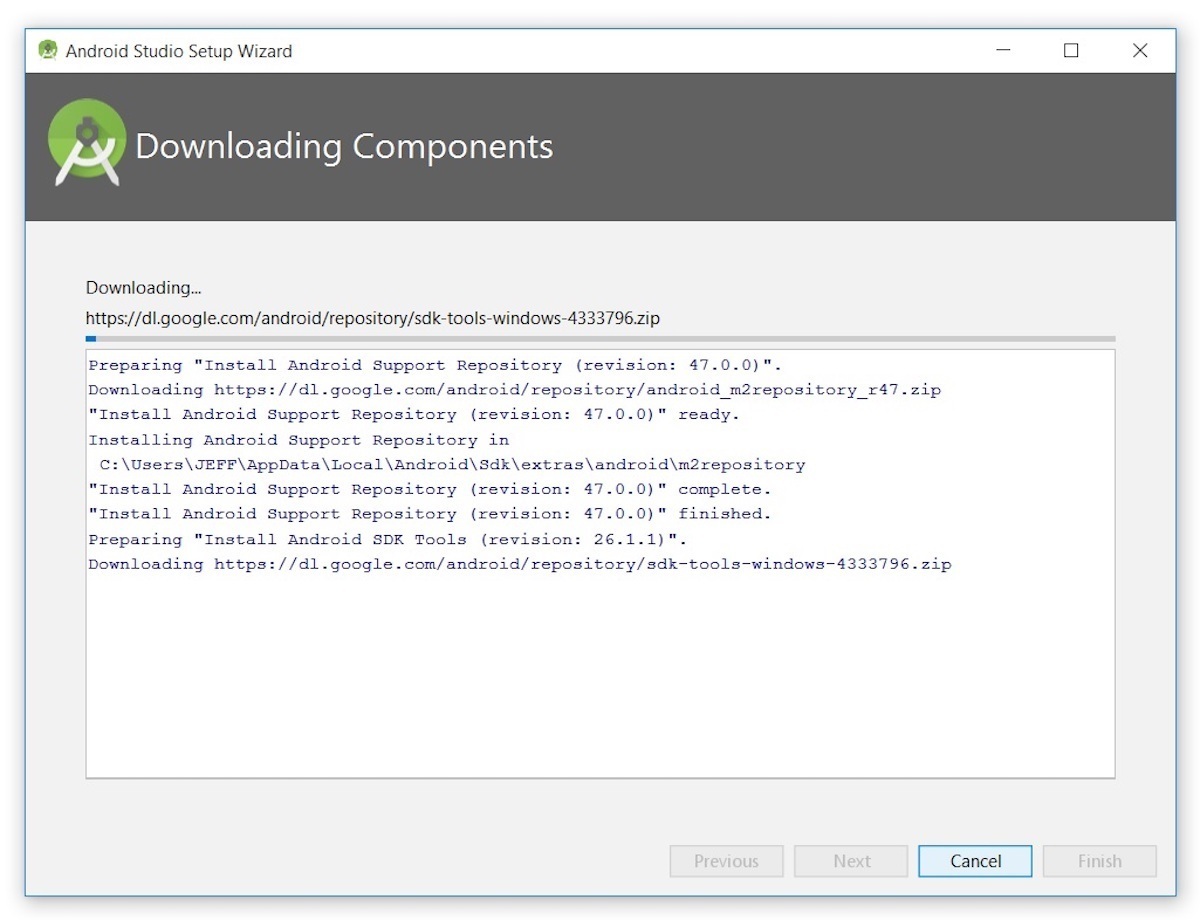 Android Studio Setup Wizard
Downloading Components
Downloading...
https://dl.google.com/android/repository/sdk-tools-windows-4333796.zip
Preparing "Install Android Support Repository (revision: 47.0.0)".
Downloading https://dl.google.com/android/repository/android_m2repository_r47.zip
"Install Android Support Repository (revision: 47.0.0)" ready.
Installing Android Support Repository in
C:\Users\JEFF\AppData\Local\Android\Sdk\extras\android\m2repository
"Install Android Support Repository (revision: 47.0.0)" complete.
"Install Android Support Repository (revision: 47.0.0)" finished.
Preparing "Install Android SDK Tools (revision: 26.1.1)".
Downloading https://dl.google.com/android/repository/sdk-tools-windows-4333796.zip
Previous Next Cancel Finish